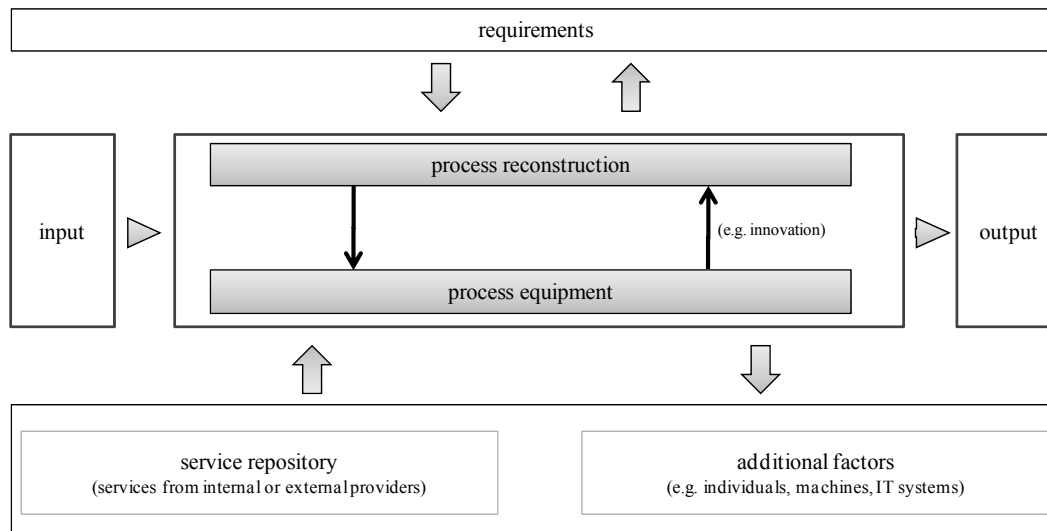 requirements
process reconstruction
input
(e.g. innovation)
output
process equipment
service repository
(services from internal or external providers)
additional factors
(e.g. individuals, machines, IT systems)